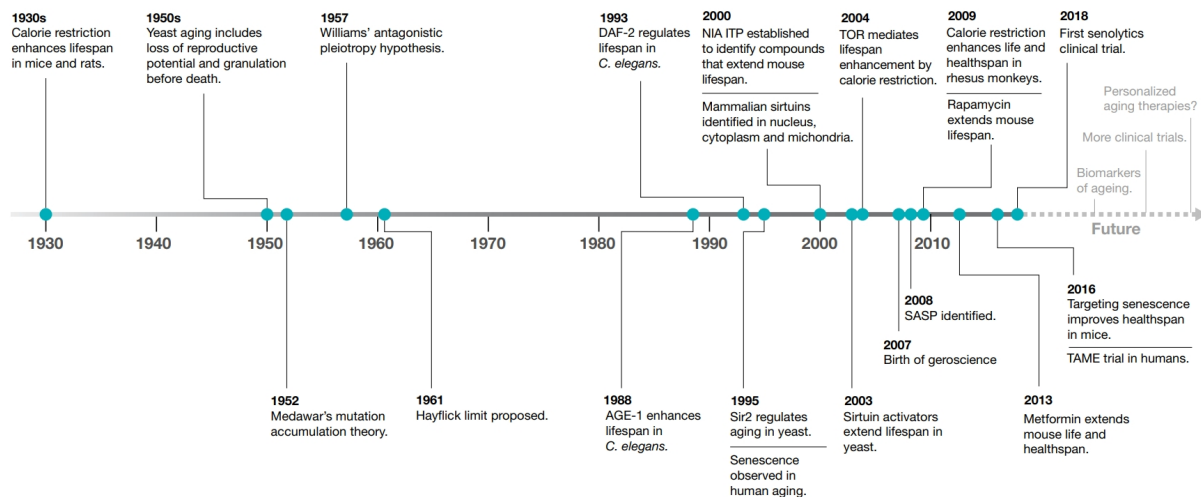 1930s
Calorie restriction
enhances lifespan
in mice and rats.
1950s
Yeast aging includes
loss of reproductive
potential and granulation
before death.
1957
Williams’ antagonistic
pleiotropy hypothesis.
1993
DAF-2 regulates
lifespan in
C. elegans.
2000
NIA ITP established
to identify compounds
that extend mouse
lifespan.
Mammalian sirtuins
identified in nucleus,
cytoplasm and michondria.
2004
TOR mediates
lifespan
enhancement by
calorie restriction.
2009
Calorie restriction
enhances life and
healthspan in
rhesus monkeys.
Rapamycin
extends mouse
lifespan.
2018
First senolytics
clinical trial.
Personalized
aging therapies?
More clinical trials.
Biomarkers
of ageing.
1930
1940
1950
1960
1970
1980
1990
2000
2010
Future
1952
Medawar’s mutation
accumulation theory.
1961
Hayflick limit proposed.
1988
AGE-1 enhances
lifespan in
C. elegans.
1995
Sir2 regulates
aging in yeast.
Senescence
observed in
human aging.
2003
Sirtuin activators
extend lifespan in
yeast.
2007
Birth of geroscience
2008
SASP identified.
2013
Metformin extends
mouse life and
healthspan.
2016
Targeting senescence
improves healthspan
in mice.
TAME trial in humans.